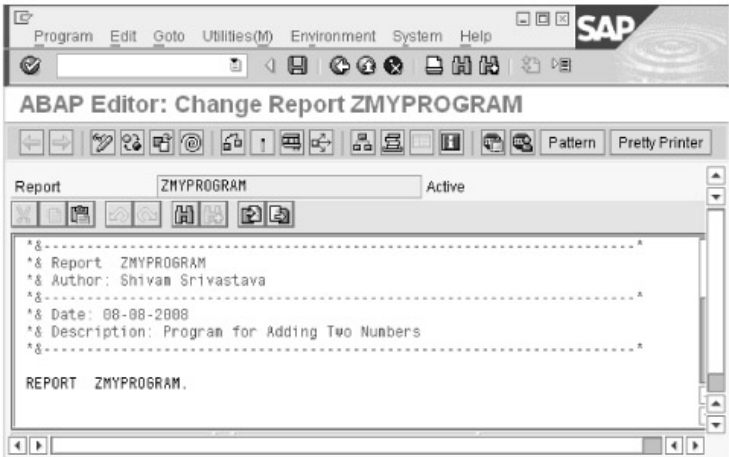 Program Edit Goto Utilities(M) Environment System Help
SAP
ABAP Editor: Change Report ZMYPROGRAM
Pattern Pretty Printer
Report ZMYPROGRAM Active
*&---------------------------------------------------------------------*
*& Report  ZMYPROGRAM
*& Author: Shivam Srivastava
*&---------------------------------------------------------------------*
*& Date: 08-08-2008
*& Description: Program for Adding Two Numbers
*&---------------------------------------------------------------------*
REPORT  ZMYPROGRAM.